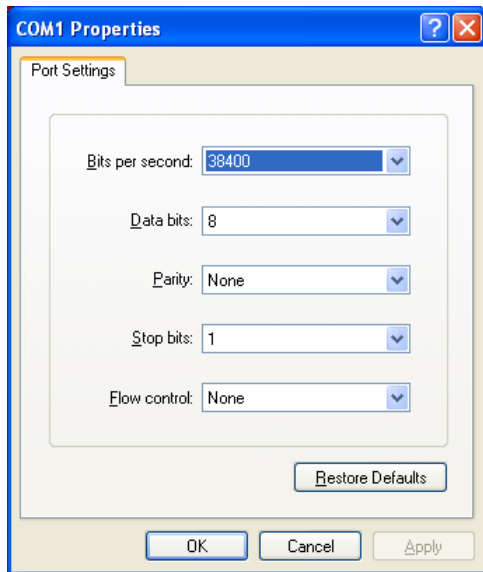 COM1 Properties
Port Settings
Bits per second: 38400
Data bits: 8
Parity: None
Stop bits: 1
Flow control: None
Restore Defaults
OK Cancel Apply